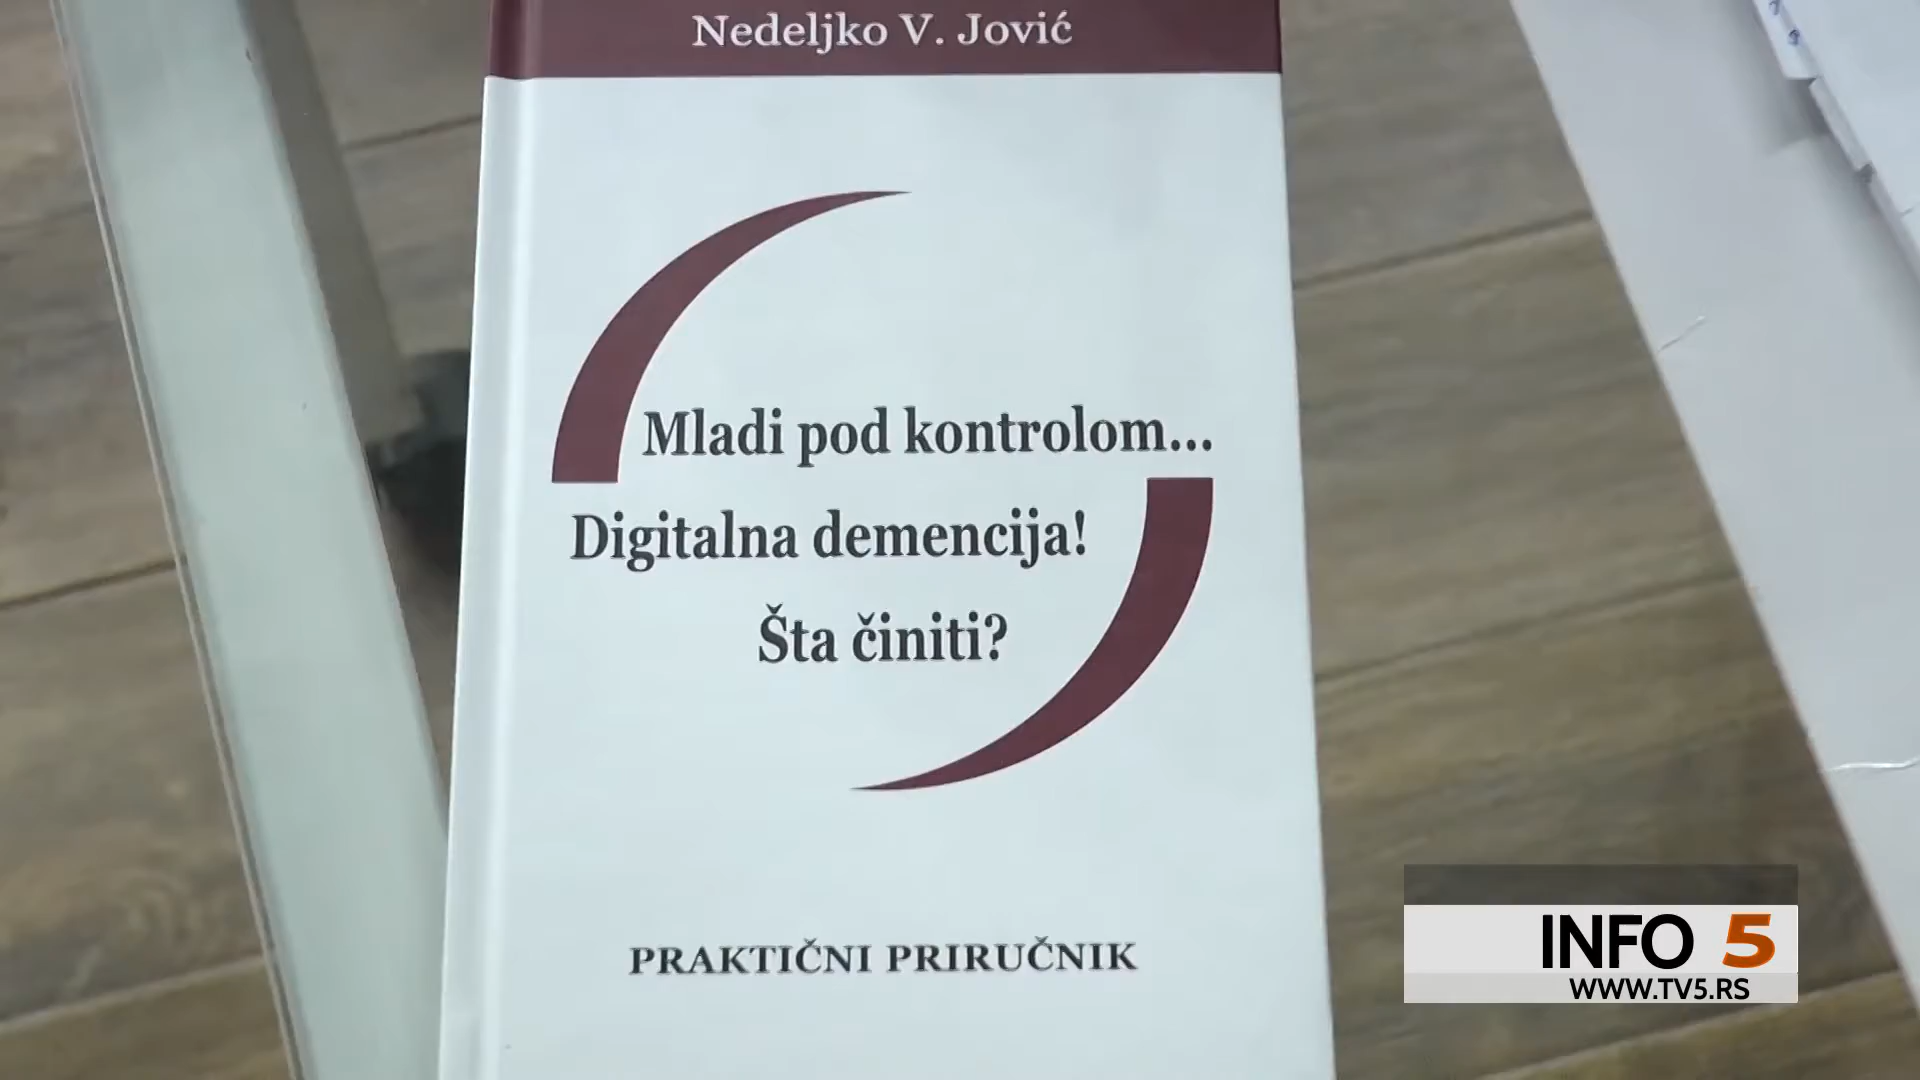 Nedeljko V. Jović
Mladi pod kontrolom...
Digitalna demencija!
Šta činiti?
PRAKTIČNI PRIRUČNIK
INFO 5
WWW.TV5.RS